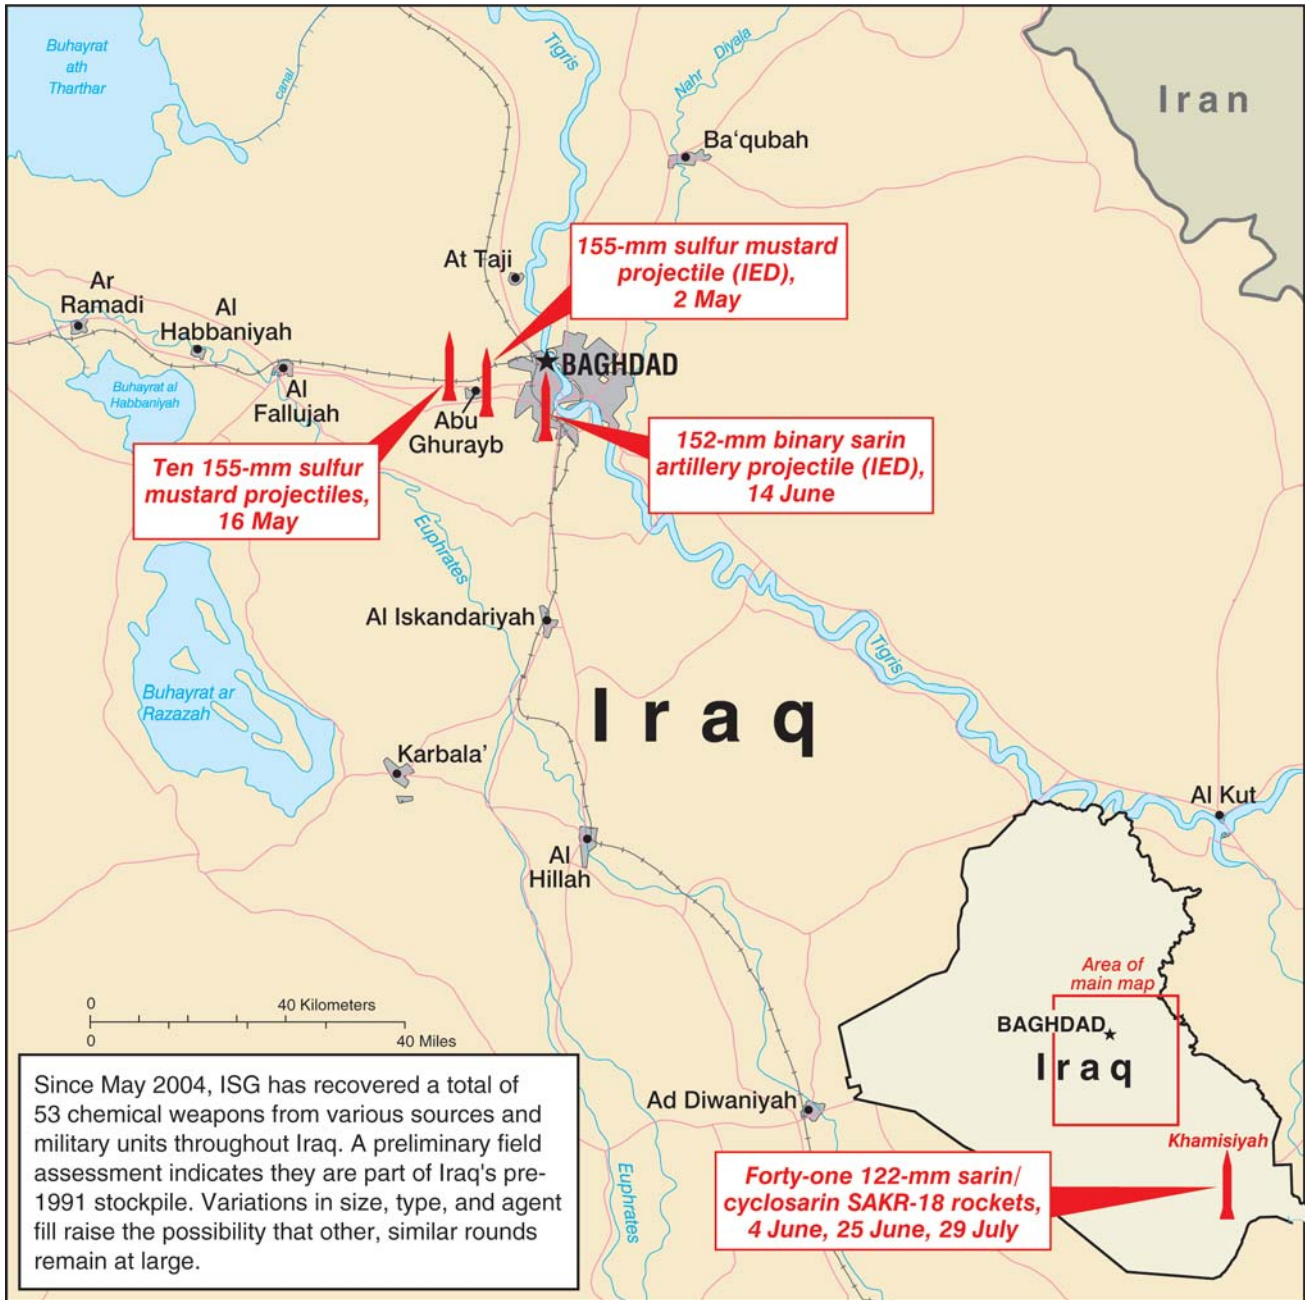 Buhayrat
ath
Tharthar
canal
Tigris
Nahr Diyala
Iran
Ba‘qubah
At Taji
155-mm sulfur mustard
projectile (IED),
2 May
Ar
Ramadi
Al
Habbaniyah
Buhayrat al
Habbaniyah
Al
Fallujah
Abu
Ghurayb
BAGHDAD
Ten 155-mm sulfur
mustard projectiles,
16 May
152-mm binary sarin
artillery projectile (IED),
14 June
Euphrates
Al Iskandariyah
Tigris
Buhayrat ar
Razazah
Iraq
Karbala’
Al Kut
Al
Hillah
Area of
main map
BAGHDAD
Iraq
0 40 Kilometers
0 40 Miles
Since May 2004, ISG has recovered a total of
53 chemical weapons from various sources and
military units throughout Iraq. A preliminary field
assessment indicates they are part of Iraq's pre-
1991 stockpile. Variations in size, type, and agent
fill raise the possibility that other, similar rounds
remain at large.
Ad Diwaniyah
Euphrates
Khamisiyah
Forty-one 122-mm sarin/
cyclosarin SAKR-18 rockets,
4 June, 25 June, 29 July